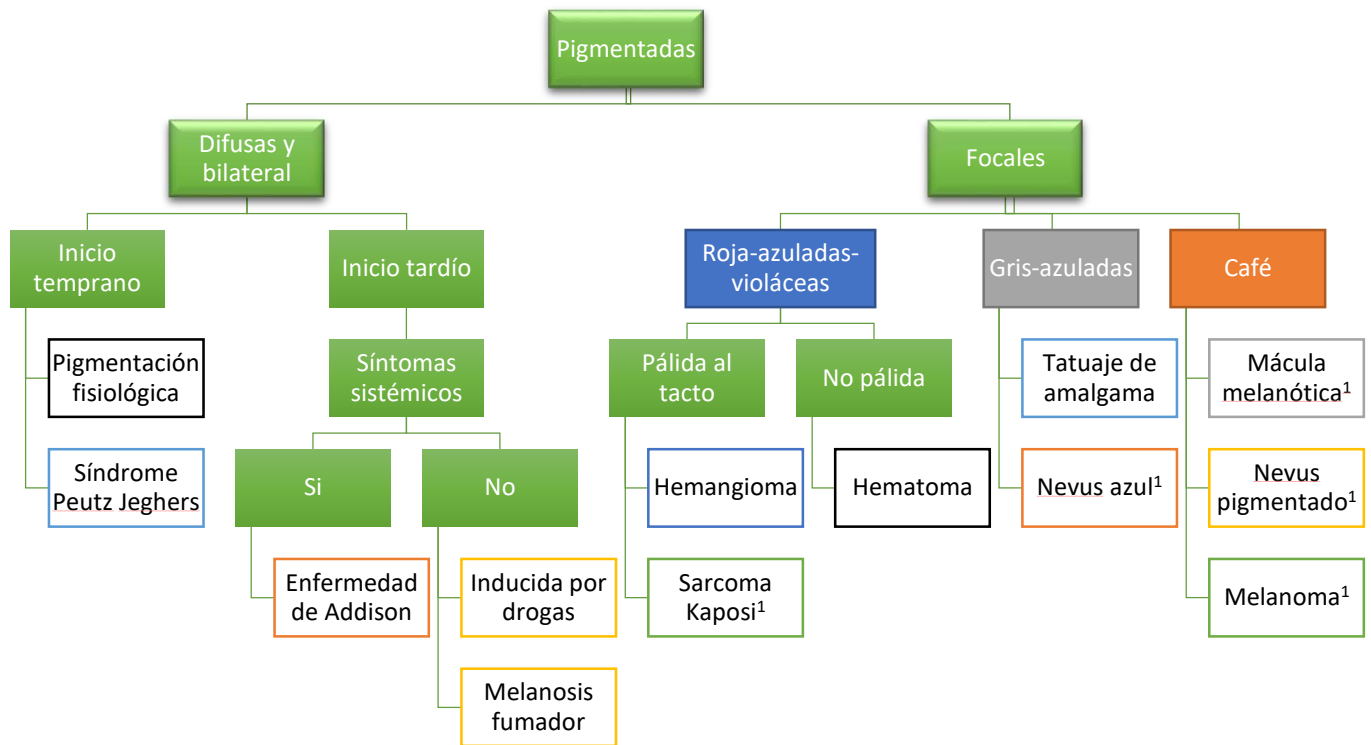 Pigmentadas
Difusas y
bilateral
Focales
Inicio
temprano
Inicio tardío
Roja-azuladas-
violáceas
Gris-azuladas
Café
Pigmentación
fisiológica
Síntomas
sistémicos
Pálida al
tacto
No pálida
Tatuaje de
amalgama
Mácula
melanótica¹
Síndrome
Peutz Jeghers
Si
No
Hemangioma
Hematoma
Nevus azul¹
Nevus
pigmentado¹
Enfermedad
de Addison
Inducida por
drogas
Sarcoma
Kaposi¹
Melanoma¹
Melanosis
fumador